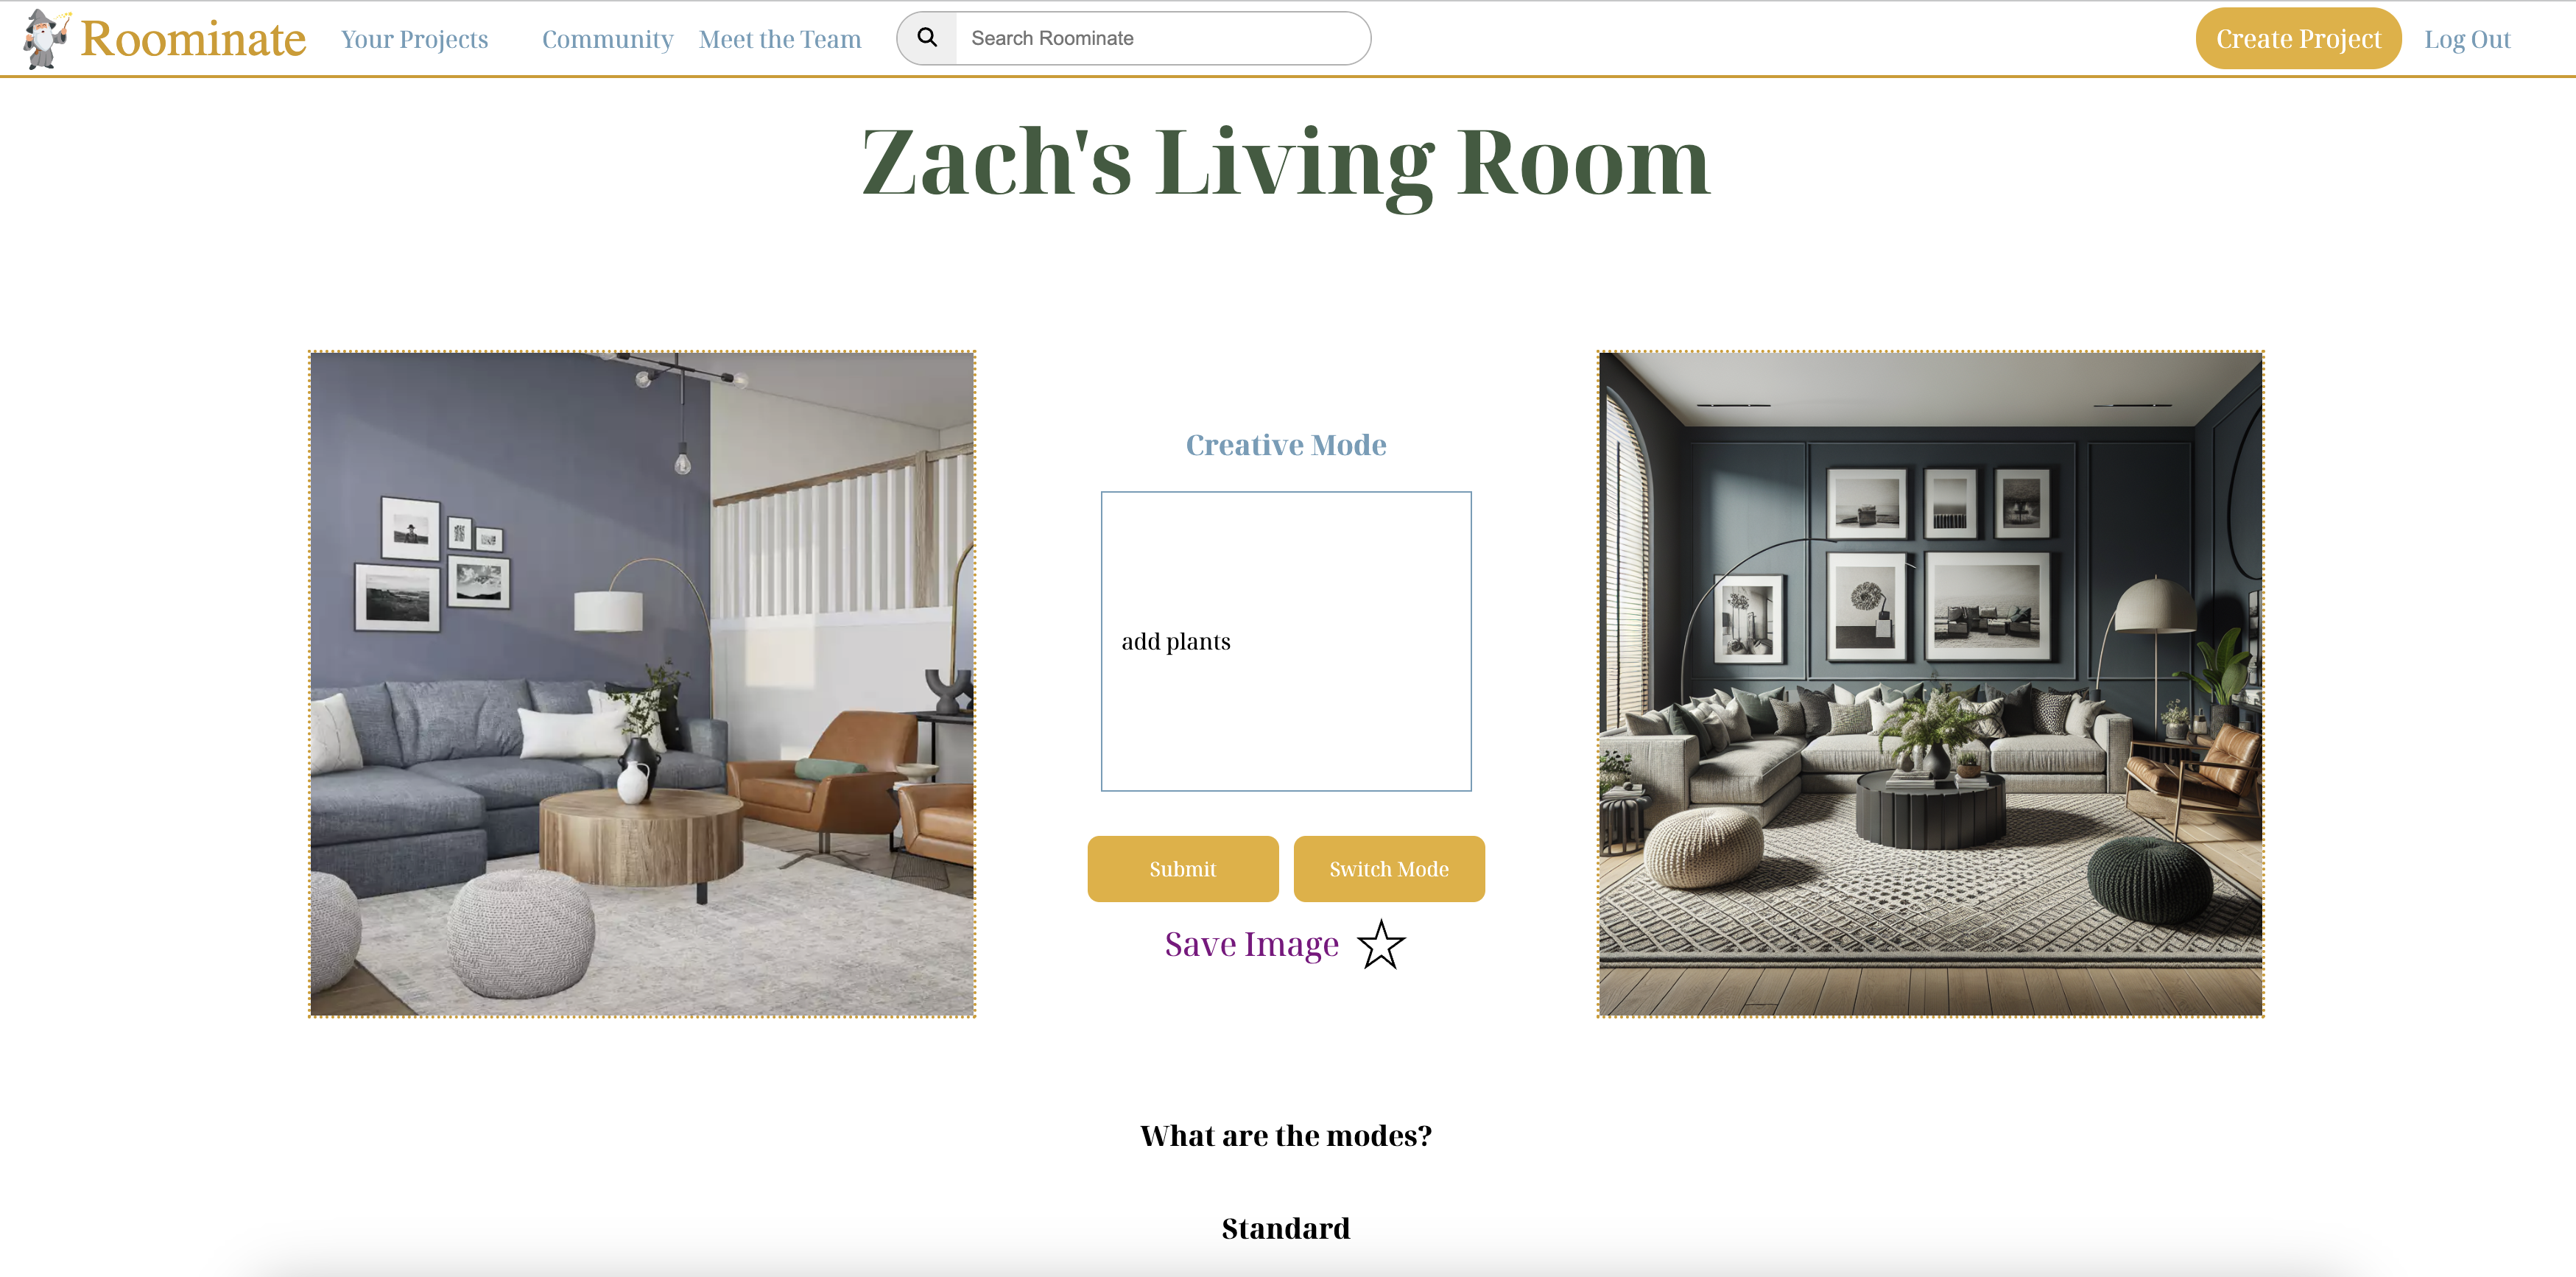 Roominate
Your Projects
Community
Meet the Team
Search Roominate
Create Project
Log Out
Zach's Living Room
Creative Mode
add plants
Submit
Switch Mode
Save Image
What are the modes?
Standard